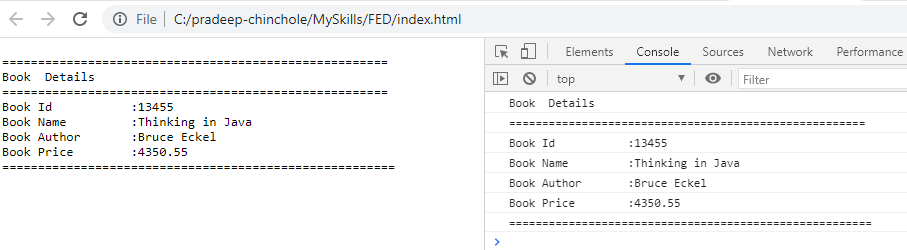 File | C:/pradeep-chinchole/MySkills/FED/index.html
======================================================
Book  Details
======================================================
Book Id           :13455
Book Name         :Thinking in Java
Book Author       :Bruce Eckel
Book Price        :4350.55
=======================================================
Elements Console Sources Network Performance
top Filter
Book  Details
======================================================
Book Id           :13455
Book Name         :Thinking in Java
Book Author       :Bruce Eckel
Book Price        :4350.55
=======================================================
>